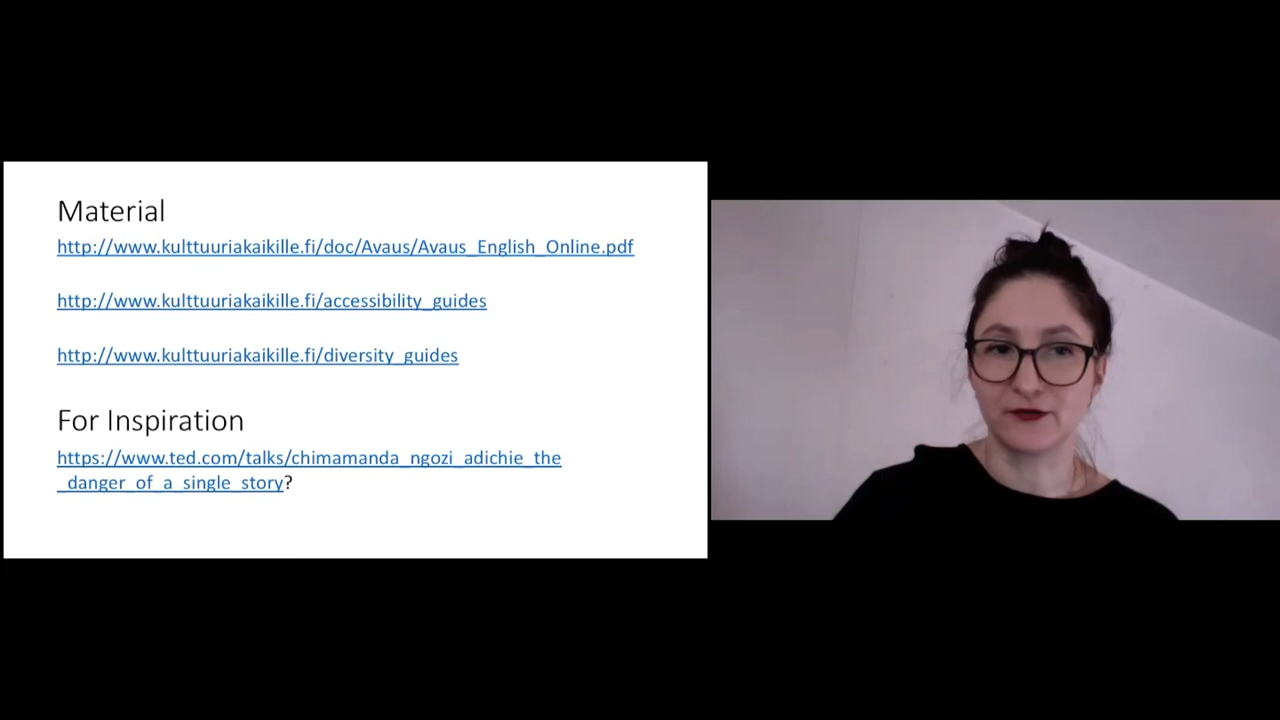 Material
http://www.kulttuuriakaikille.fi/doc/Avaus/Avaus_English_Online.pdf
http://www.kulttuuriakaikille.fi/accessibility_guides
http://www.kulttuuriakaikille.fi/diversity_guides
For Inspiration
https://www.ted.com/talks/chimamanda_ngozi_adichie_the
_danger_of_a_single_story?